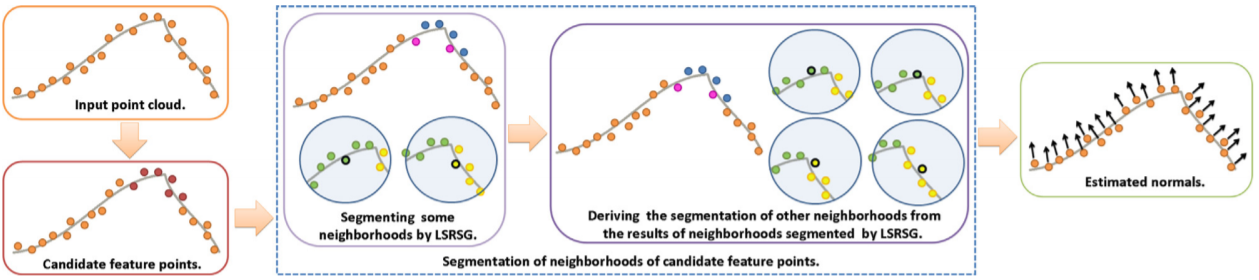 Input point cloud.
Candidate feature points.
Segmenting some
neighborhoods by LSRSG.
Deriving the segmentation of other neighborhoods from
the results of neighborhoods segmented by LSRSG.
Segmentation of neighborhoods of candidate feature points.
Estimated normals.